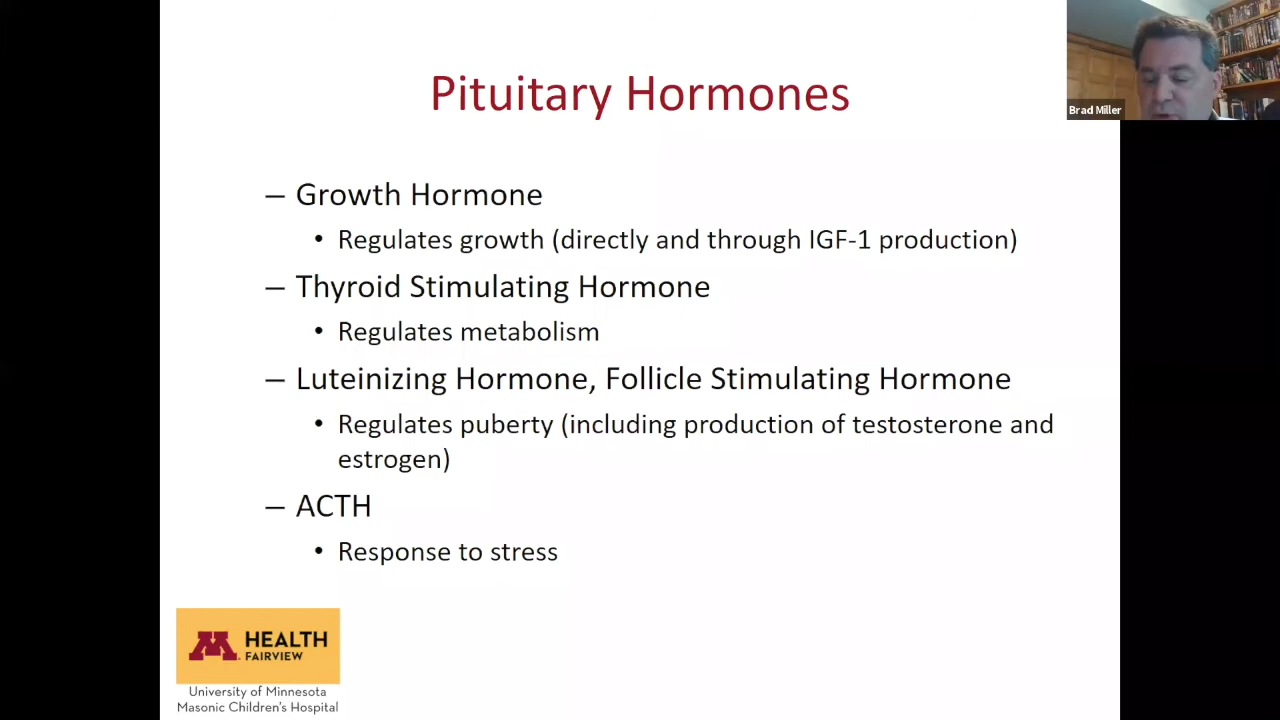 Pituitary Hormones
Brad Miller
– Growth Hormone
• Regulates growth (directly and through IGF-1 production)
– Thyroid Stimulating Hormone
• Regulates metabolism
– Luteinizing Hormone, Follicle Stimulating Hormone
• Regulates puberty (including production of testosterone and
estrogen)
– ACTH
• Response to stress
M HEALTH
FAIRVIEW
University of Minnesota
Masonic Children's Hospital